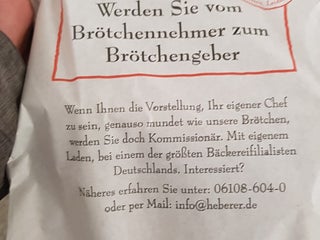 Werden Sie vom
Brötchennehmer zum
Brötchengeber
Wenn Ihnen die Vorstellung, Ihr eigener Chef
zu sein, genauso mundet wie unsere Brötchen,
werden Sie doch Kommissionär. Mit eigenem
Laden, bei einem der größten Bäckereifilialisten
Deutschlands. Interessiert?
Näheres erfahren Sie unter: 06108-604-0
oder per Mail: info@heberer.de